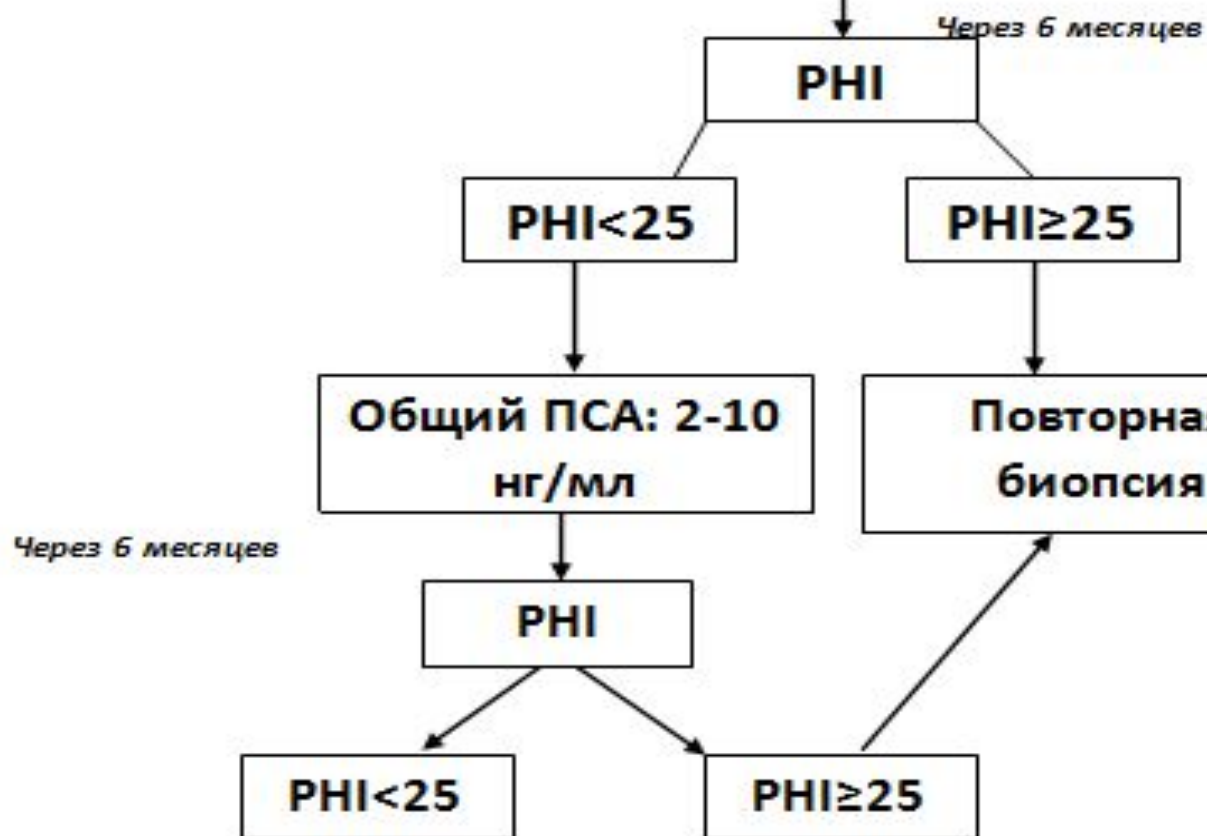 Через 6 месяцев
PHI
PHI<25
PHI≥25
Общий ПСА: 2-10
нг/мл
биопсия
Через 6 месяцев
PHI
PHI<25
PHI≥25